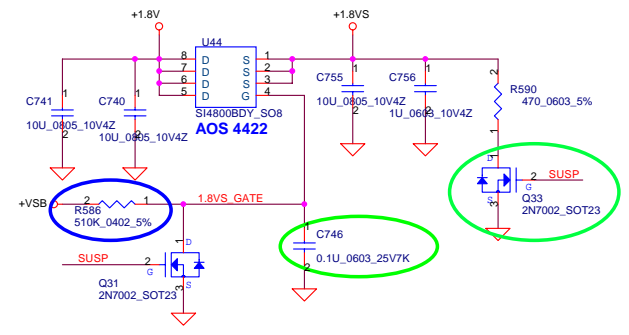 +1.8V
+1.8VS
U44
8 D S 1
7 D S 2
6 D S 3
5 D G 4
SI4800BDY_SO8
AOS 4422
C741
1
2
10U_0805_10V4Z
C740
1
2
10U_0805_10V4Z
C755
1
2
10U_0805_10V4Z
C756
1
2
1U_0603_10V4Z
2
R590
470_0603_5%
1
D
SUSP
2
G
S
3
Q33
2N7002_SOT23
+VSB
2
1
R586
510K_0402_5%
1.8VS_GATE
1
D
SUSP
2
G
S
3
Q31
2N7002_SOT23
1
C746
2
0.1U_0603_25V7K